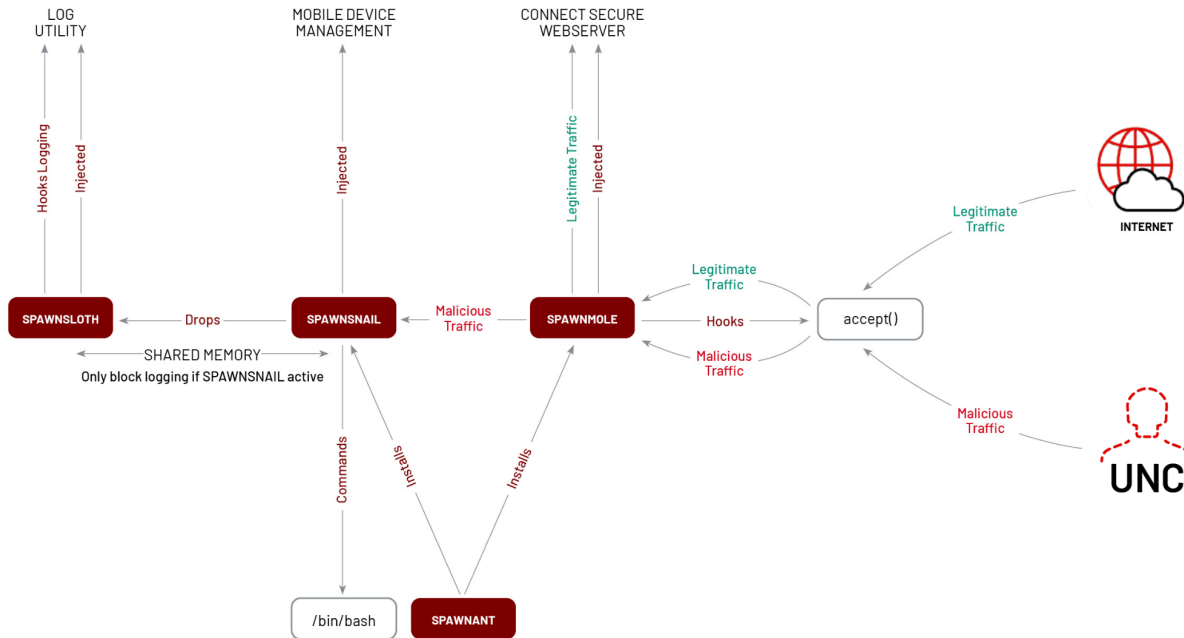 LOG
UTILITY
MOBILE DEVICE
MANAGEMENT
CONNECT SECURE
WEBSERVER
Hooks Logging
Injected
Injected
Legitimate Traffic
Injected
Legitimate
Traffic
INTERNET
Legitimate
Traffic
SPAWNSLOTH
Drops
SPAWNSNAIL
Malicious
Traffic
SPAWNMOLE
Hooks
accept()
SHARED MEMORY
Only block logging if SPAWNSNAIL active
Malicious
Traffic
Malicious
Traffic
UNC
Commands
Installs
Installs
/bin/bash
SPAWNANT